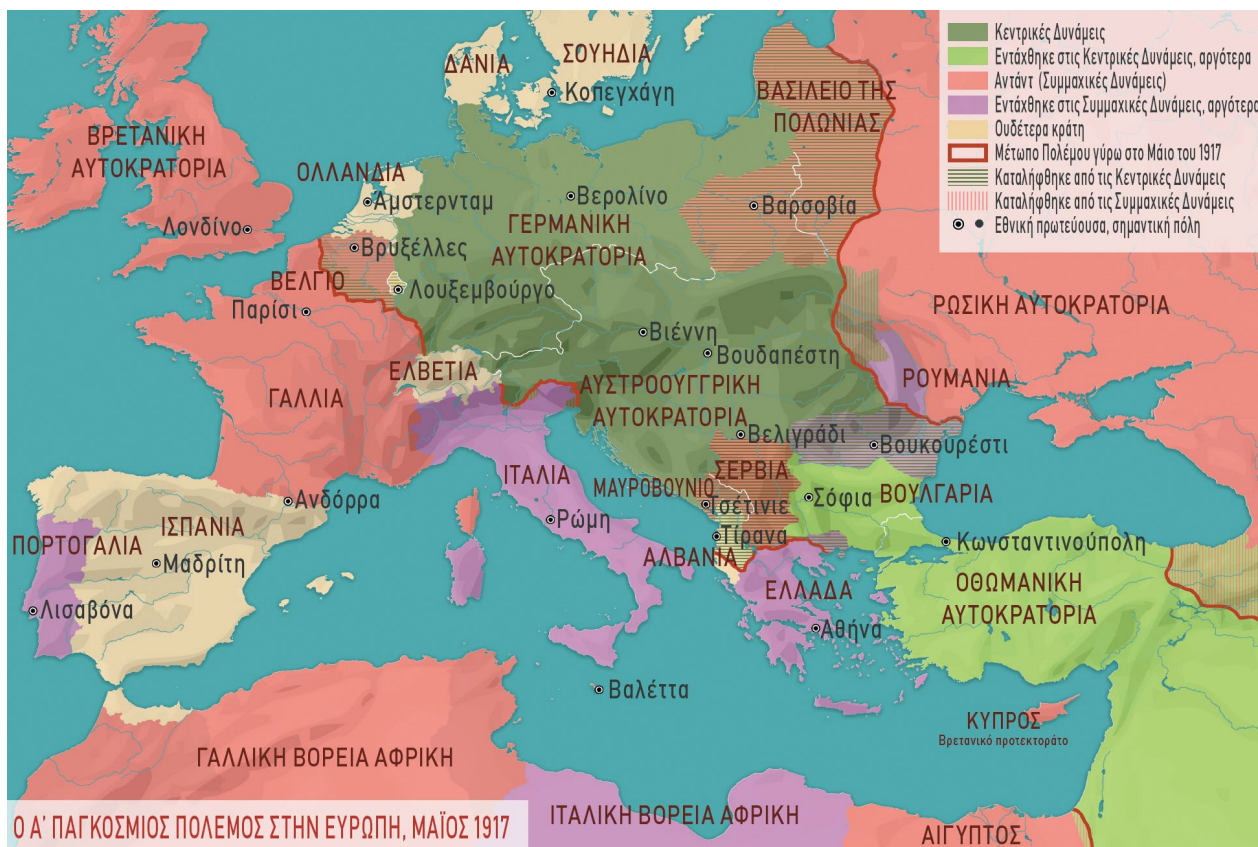 Κεντρικές Δυνάμεις
Εντάχθηκε στις Κεντρικές Δυνάμεις, αργότερα
Αντάντ (Συμμαχικές Δυνάμεις)
Εντάχθηκε στις Συμμαχικές Δυνάμεις, αργότερα
Ουδέτερα κράτη
Μέτωπο Πολέμου γύρω στο Μάιο του 1917
Καταλήφθηκε από τις Κεντρικές Δυνάμεις
Καταλήφθηκε από τις Συμμαχικές Δυνάμεις
Εθνική πρωτεύουσα, σημαντική πόλη
ΣΟΥΗΔΙΑ
ΔΑΝΙΑ
Κοπεγχάγη
ΒΑΣΙΛΕΙΟ ΤΗΣ
ΠΟΛΩΝΙΑΣ
ΒΡΕΤΑΝΙΚΗ
ΑΥΤΟΚΡΑΤΟΡΙΑ
ΟΛΛΑΝΔΙΑ
Αμστερνταμ
Βερολίνο
Βαρσοβία
Λονδίνο
ΓΕΡΜΑΝΙΚΗ
ΑΥΤΟΚΡΑΤΟΡΙΑ
Βρυξέλλες
ΒΕΛΓΙΟ
Λουξεμβούργο
Παρίσι
ΡΩΣΙΚΗ ΑΥΤΟΚΡΑΤΟΡΙΑ
Βιέννη
Βουδαπέστη
ΕΛΒΕΤΙΑ
ΡΟΥΜΑΝΙΑ
ΓΑΛΛΙΑ
ΑΥΣΤΡΟΟΥΓΓΡΙΚΗ
ΑΥΤΟΚΡΑΤΟΡΙΑ
Βελιγράδι
Βουκουρέστι
ΙΤΑΛΙΑ
ΣΕΡΒΙΑ
ΜΑΥΡΟΒΟΥΝΙΟ
Τσέτινιε
Σόφια
ΒΟΥΛΓΑΡΙΑ
Ανδόρρα
ΙΣΠΑΝΙΑ
Ρώμη
Τίρανα
Κωνσταντινούπολη
ΠΟΡΤΟΓΑΛΙΑ
Μαδρίτη
ΑΛΒΑΝΙΑ
ΕΛΛΑΔΑ
ΟΘΩΜΑΝΙΚΗ
ΑΥΤΟΚΡΑΤΟΡΙΑ
Λισαβόνα
Αθήνα
Βαλέττα
ΚΥΠΡΟΣ
Βρετανικό προτεκτοράτο
ΓΑΛΛΙΚΗ ΒΟΡΕΙΑ ΑΦΡΙΚΗ
ΙΤΑΛΙΚΗ ΒΟΡΕΙΑ ΑΦΡΙΚΗ
ΑΙΓΥΠΤΟΣ
Ο Α' ΠΑΓΚΟΣΜΙΟΣ ΠΟΛΕΜΟΣ ΣΤΗΝ ΕΥΡΩΠΗ, ΜΑΪΟΣ 1917